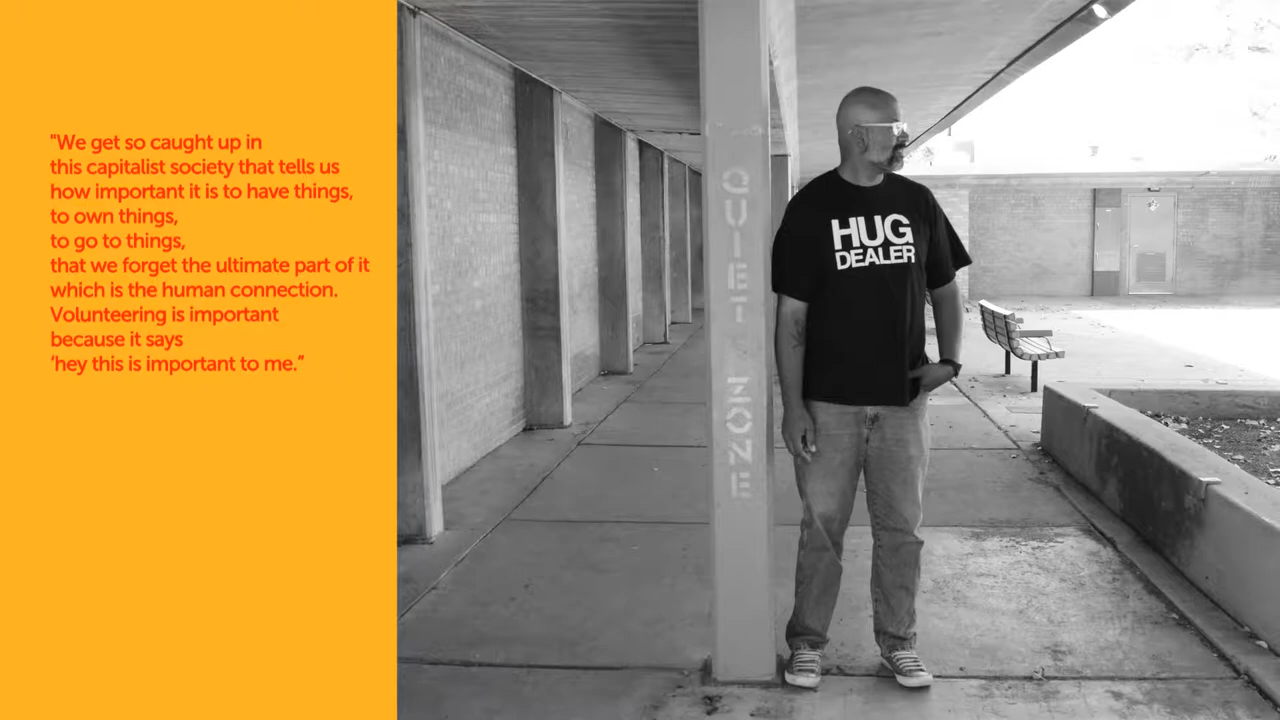 "We get so caught up in
this capitalist society that tells us
how important it is to have things,
to own things,
to go to things,
that we forget the ultimate part of it
which is the human connection.
Volunteering is important
because it says
‘hey this is important to me.”
QUIET ZONE
HUG
DEALER